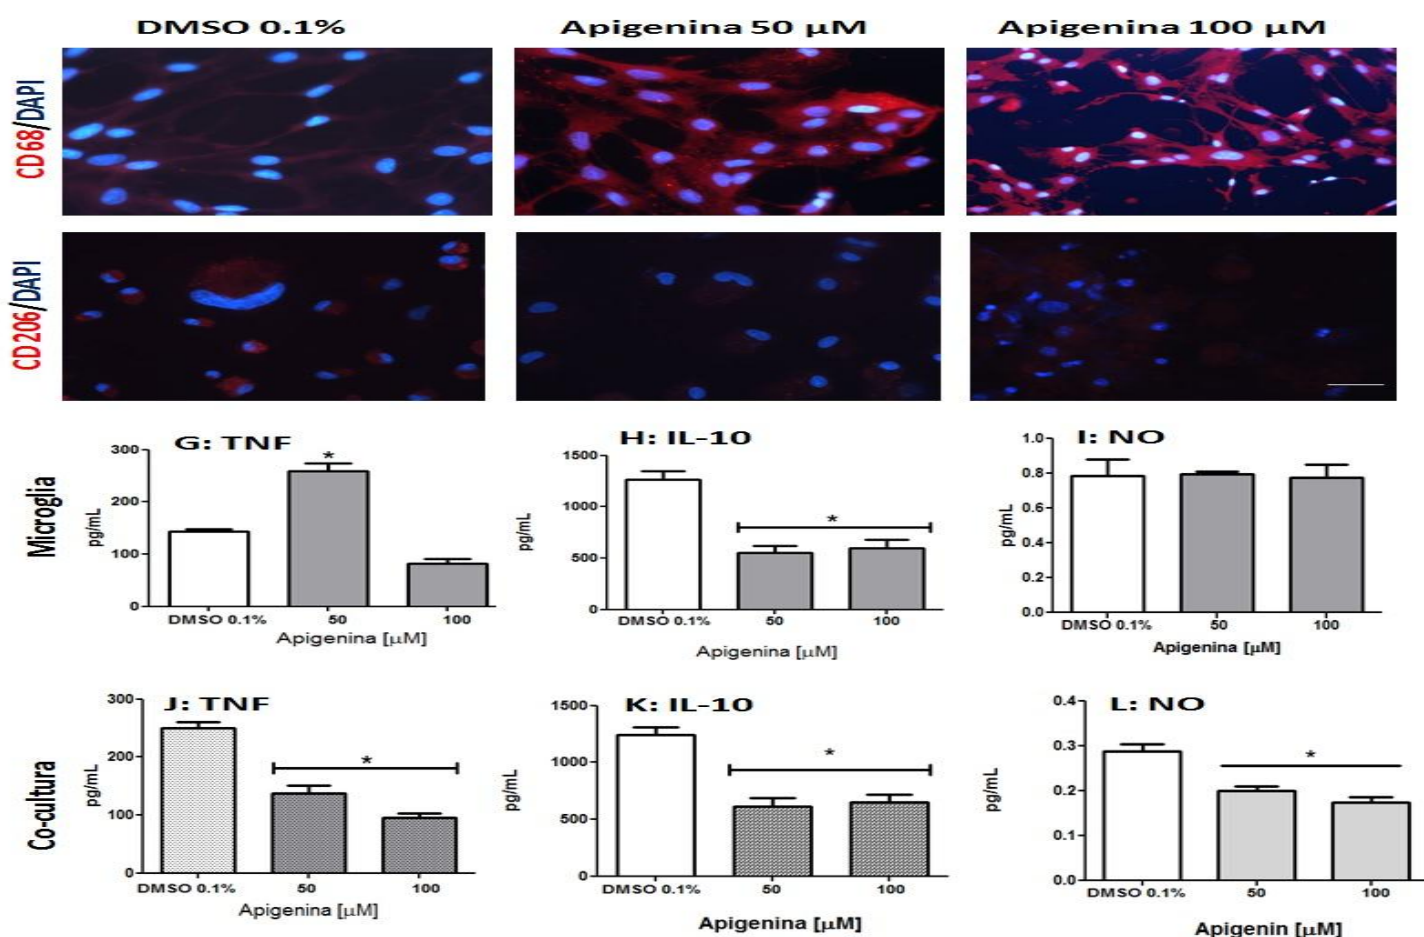 DMSO 0.1%
Apigenina 50 µM
Apigenina 100 µM
CD68/DAPI
CD206/DAPI
Microglia
G: TNF
pg/mL
300
200
100
0
*
DMSO 0.1%
50
100
Apigenina [µM]
H: IL-10
pg/mL
1500
1000
500
0
*
DMSO 0.1%
50
100
Apigenina [µM]
I: NO
pg/mL
1.0
0.8
0.6
0.4
0.2
0.0
DMSO 0.1%
50
100
Apigenina [µM]
Co-cultura
J: TNF
pg/mL
300
200
100
0
*
DMSO 0.1%
50
100
Apigenina [µM]
K: IL-10
pg/mL
1500
1000
500
0
*
DMSO 0.1%
50
100
Apigenina [µM]
L: NO
pg/mL
0.4
0.3
0.2
0.1
0.0
*
DMSO 0.1%
50
100
Apigenin [µM]